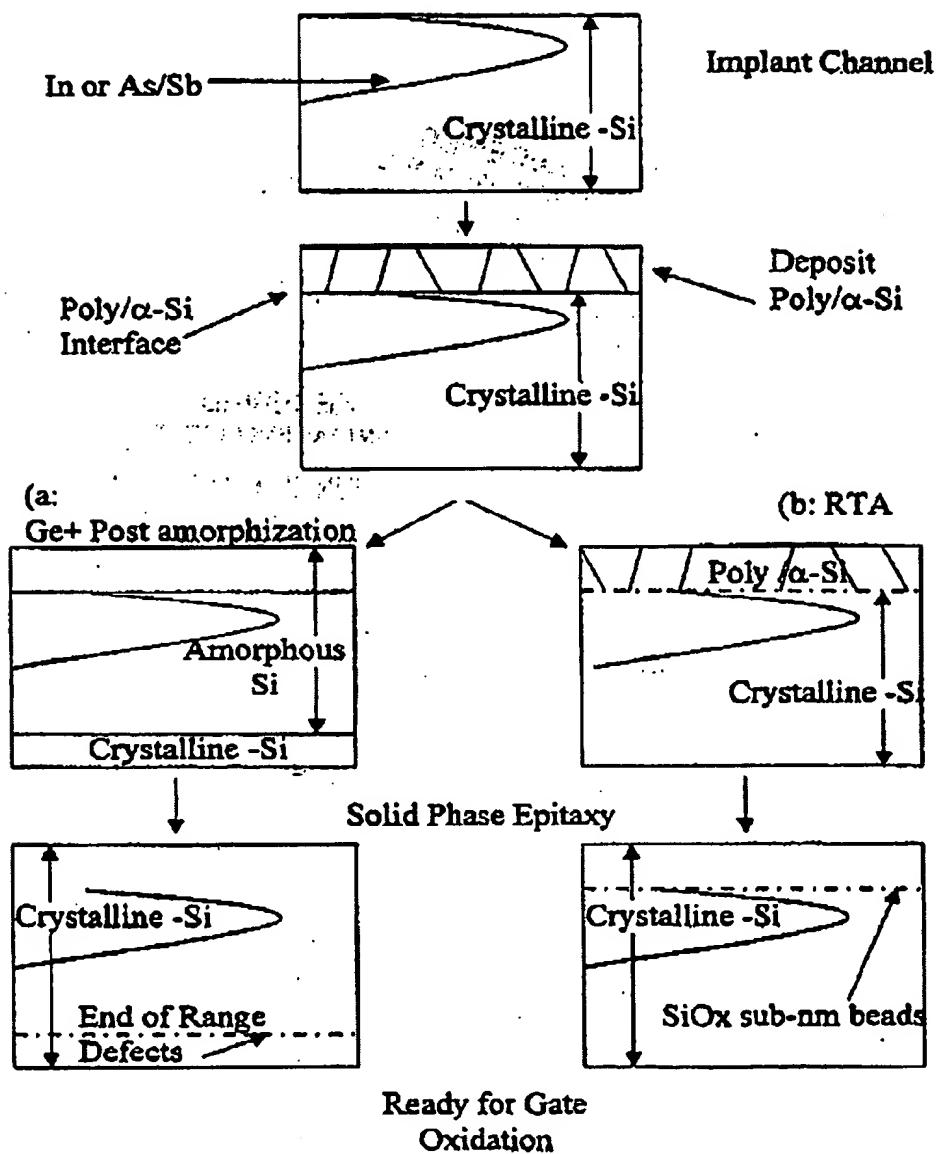 Implant Channel
In or As/Sb
Crystalline -Si
Deposit
Poly/α-Si
Poly/α-Si
Interface
Crystalline -Si
(a:
Ge+ Post amorphization
(b: RTA
Poly /α-Si
Amorphous
Si
Crystalline -Si
Crystalline -Si
Solid Phase Epitaxy
Crystalline -Si
Crystalline -Si
End of Range
Defects
SiOx sub-nm beads
Ready for Gate
Oxidation